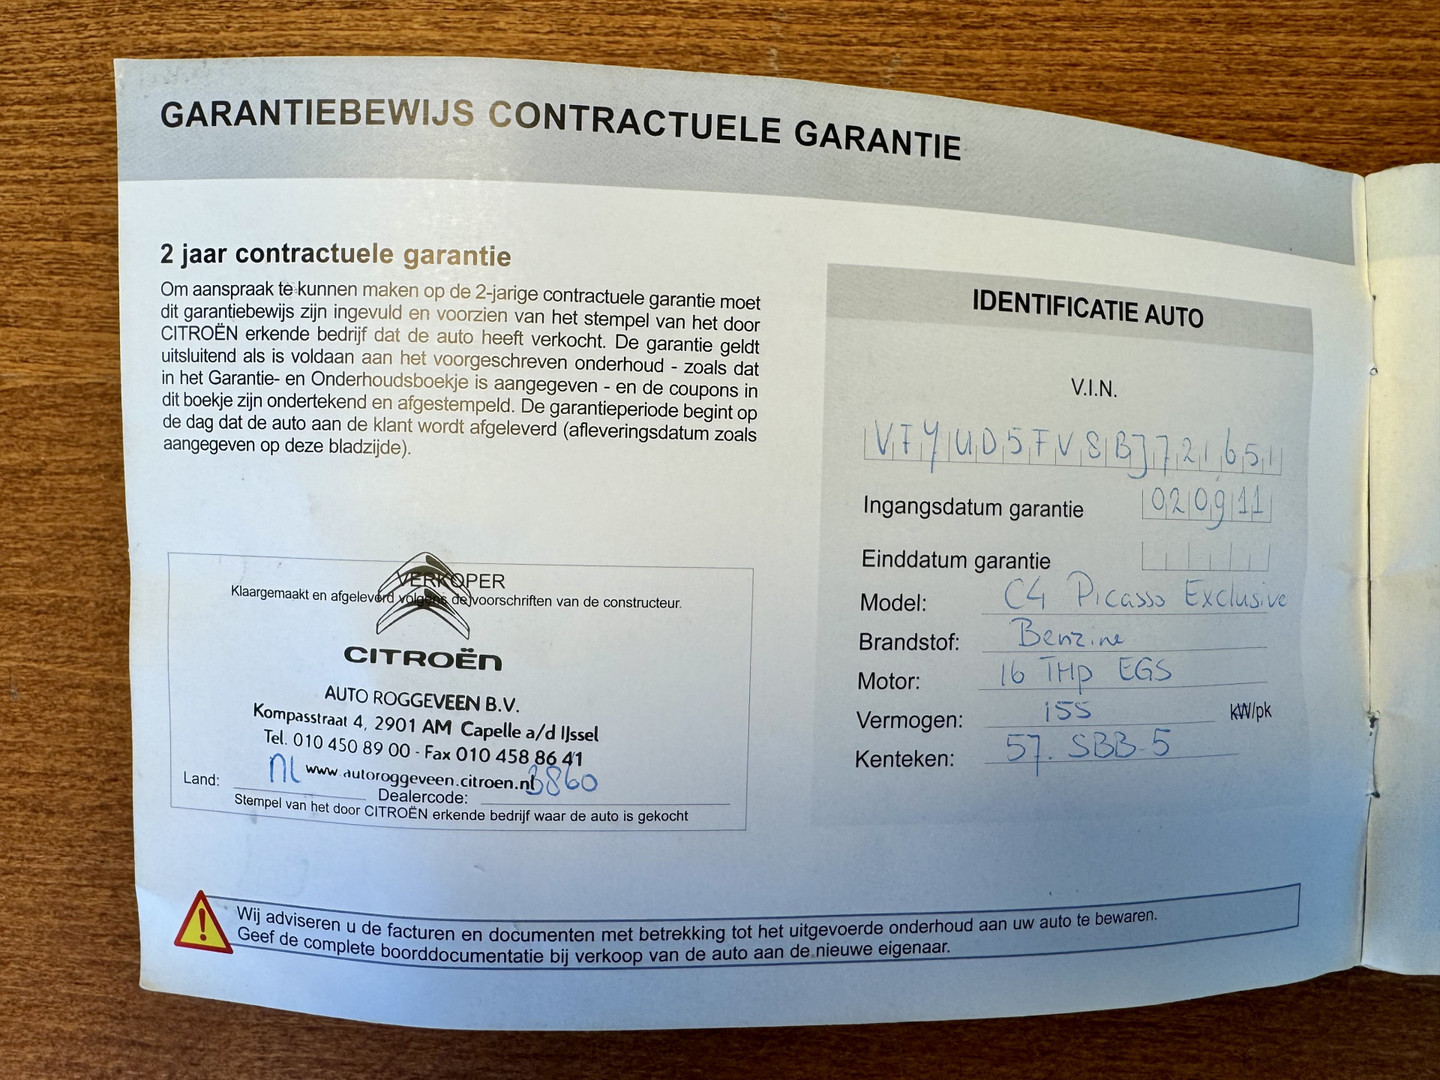 GARANTIEBEWIJS CONTRACTUELE GARANTIE
2 jaar contractuele garantie
Om aanspraak te kunnen maken op de 2-jarige contractuele garantie moet
dit garantiebewijs zijn ingevuld en voorzien van het stempel van het door
CITROËN erkende bedrijf dat de auto heeft verkocht. De garantie geldt
uitsluitend als is voldaan aan het voorgeschreven onderhoud - zoals dat
in het Garantie- en Onderhoudsboekje is aangegeven - en de coupons in
dit boekje zijn ondertekend en afgestempeld. De garantieperiode begint op
de dag dat de auto aan de klant wordt afgeleverd (afleveringsdatum zoals
aangegeven op deze bladzijde).
VERKOPER
Klaargemaakt en afgeleverd volgens de voorschriften van de constructeur.
CITROËN
AUTO ROGGEVEEN B.V.
Kompasstraat 4, 2901 AM Capelle a/d IJssel
Tel. 010 450 89 00 - Fax 010 458 86 41
www.autoroggeveen.citroen.nl
Land: NL Dealercode: 3860
Stempel van het door CITROËN erkende bedrijf waar de auto is gekocht
IDENTIFICATIE AUTO
V.I.N.
VF7UD5FV8BJ721651
Ingangsdatum garantie 020911
Einddatum garantie
Model: C4 Picasso Exclusive
Brandstof: Benzine
Motor: 16 THP EGS
Vermogen: 155 kW/pk
Kenteken: 57. SBB-5
Wij adviseren u de facturen en documenten met betrekking tot het uitgevoerde onderhoud aan uw auto te bewaren.
Geef de complete boorddocumentatie bij verkoop van de auto aan de nieuwe eigenaar.